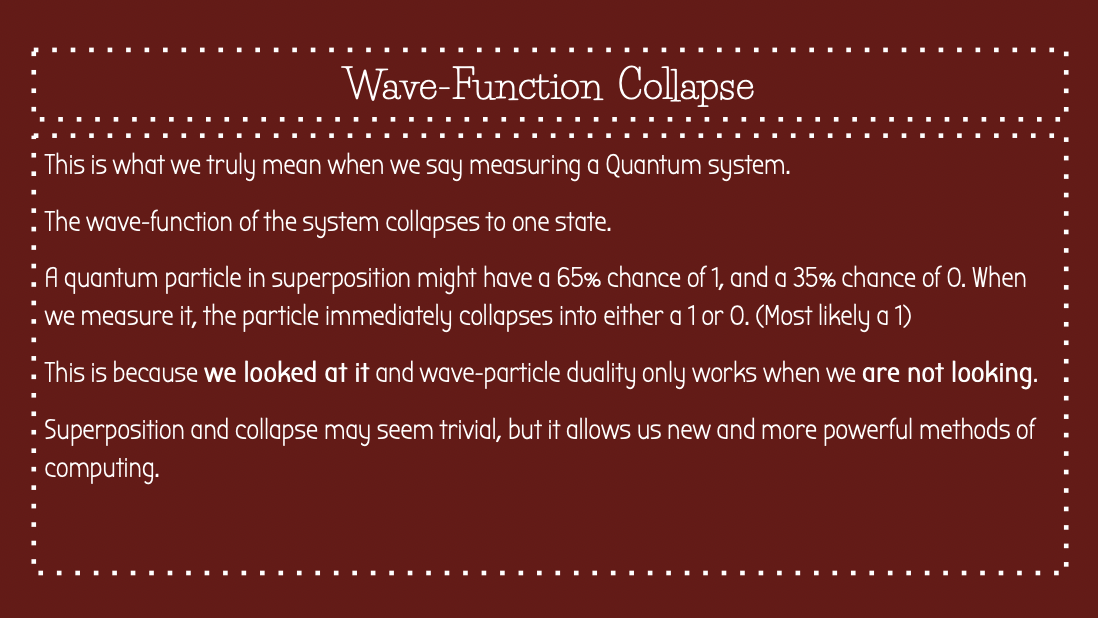 Wave-Function Collapse
This is what we truly mean when we say measuring a Quantum system.
The wave-function of the system collapses to one state.
A quantum particle in superposition might have a 65% chance of 1, and a 35% chance of 0. When
we measure it, the particle immediately collapses into either a 1 or 0. (Most likely a 1)
This is because we looked at it and wave-particle duality only works when we are not looking.
Superposition and collapse may seem trivial, but it allows us new and more powerful methods of
computing.